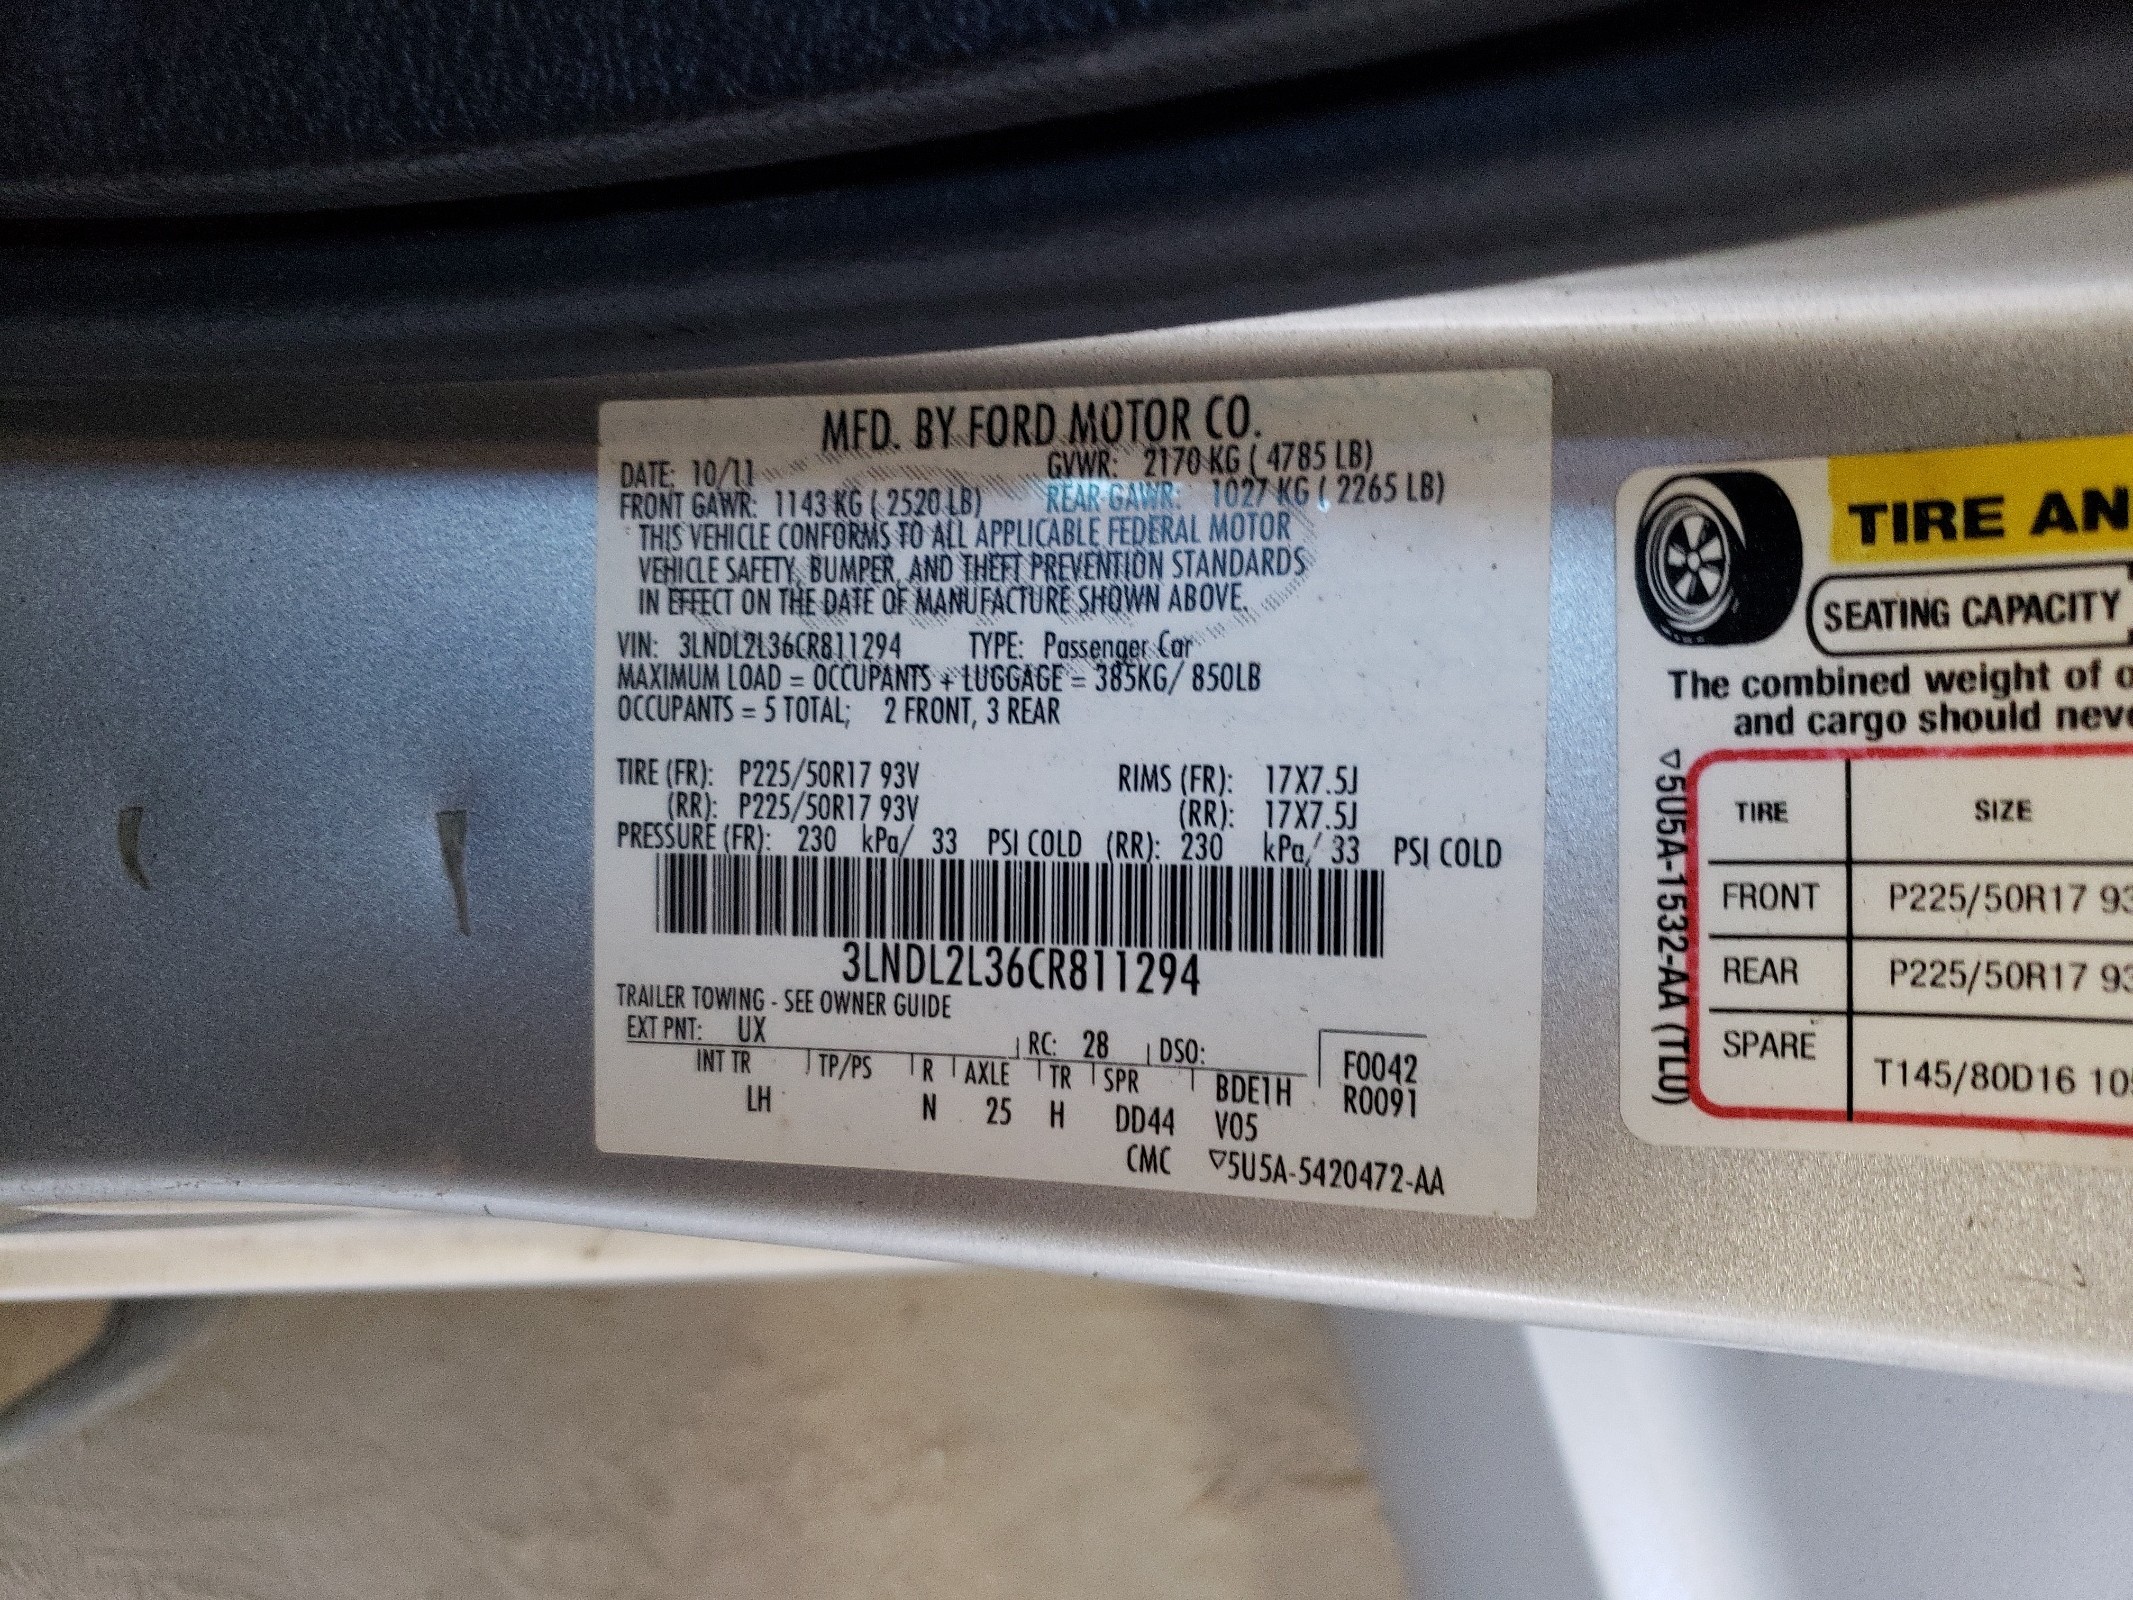 MFD. BY FORD MOTOR CO.
DATE: 10/11 GVWR: 2170 KG ( 4785 LB)
FRONT GAWR: 1143 KG ( 2520 LB) REAR GAWR: 1027 KG ( 2265 LB)
THIS VEHICLE CONFORMS TO ALL APPLICABLE FEDERAL MOTOR
VEHICLE SAFETY, BUMPER, AND THEFT PREVENTION STANDARDS
IN EFFECT ON THE DATE OF MANUFACTURE SHOWN ABOVE.
VIN: 3LNDL2L36CR811294 TYPE: Passenger Car
MAXIMUM LOAD = OCCUPANTS + LUGGAGE = 385KG/ 850LB
OCCUPANTS = 5 TOTAL; 2 FRONT, 3 REAR
TIRE (FR): P225/50R17 93V RIMS (FR): 17X7.5J
(RR): P225/50R17 93V (RR): 17X7.5J
PRESSURE (FR): 230 kPa/ 33 PSI COLD (RR): 230 kPa/ 33 PSI COLD
3LNDL2L36CR811294
TRAILER TOWING - SEE OWNER GUIDE
EXT PNT: UX RC: 28 DSO: F0042
INT TR TP/PS R AXLE TR SPR BDE1H R0091
LH N 25 H DD44 V05
CMC ▽5U5A-5420472-AA
TIRE AN
SEATING CAPACITY
The combined weight of o
and cargo should neve
▽5U5A-1532-AA (TLU)
TIRE SIZE
FRONT P225/50R17 93
REAR P225/50R17 93
SPARE T145/80D16 10